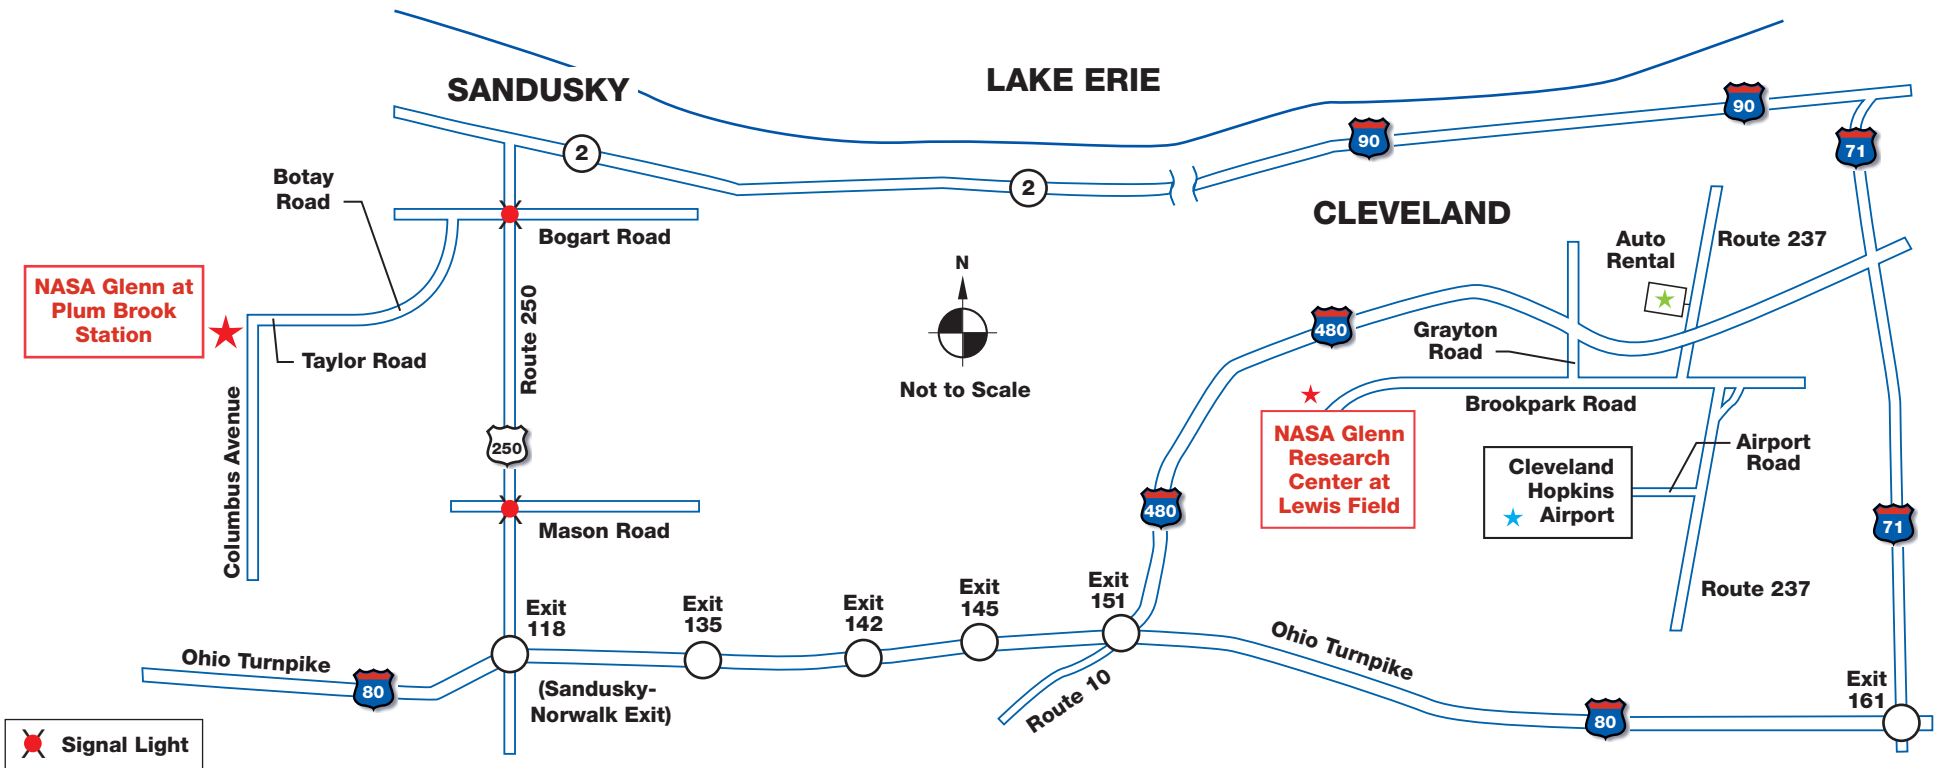 LAKE ERIE
SANDUSKY
90
90
71
2
2
Botay
Road
Bogart Road
CLEVELAND
Auto
Rental
Route 237
NASA Glenn at
Plum Brook
Station
Taylor Road
Columbus Avenue
Route 250
250
N
Not to Scale
480
Grayton
Road
Brookpark Road
NASA Glenn
Research
Center at
Lewis Field
Cleveland
Hopkins
Airport
Airport
Road
480
71
Mason Road
Route 237
Exit
118
Exit
135
Exit
142
Exit
145
Exit
151
Ohio Turnpike
80
(Sandusky-
Norwalk Exit)
Route 10
Ohio Turnpike
80
Exit
161
Signal Light